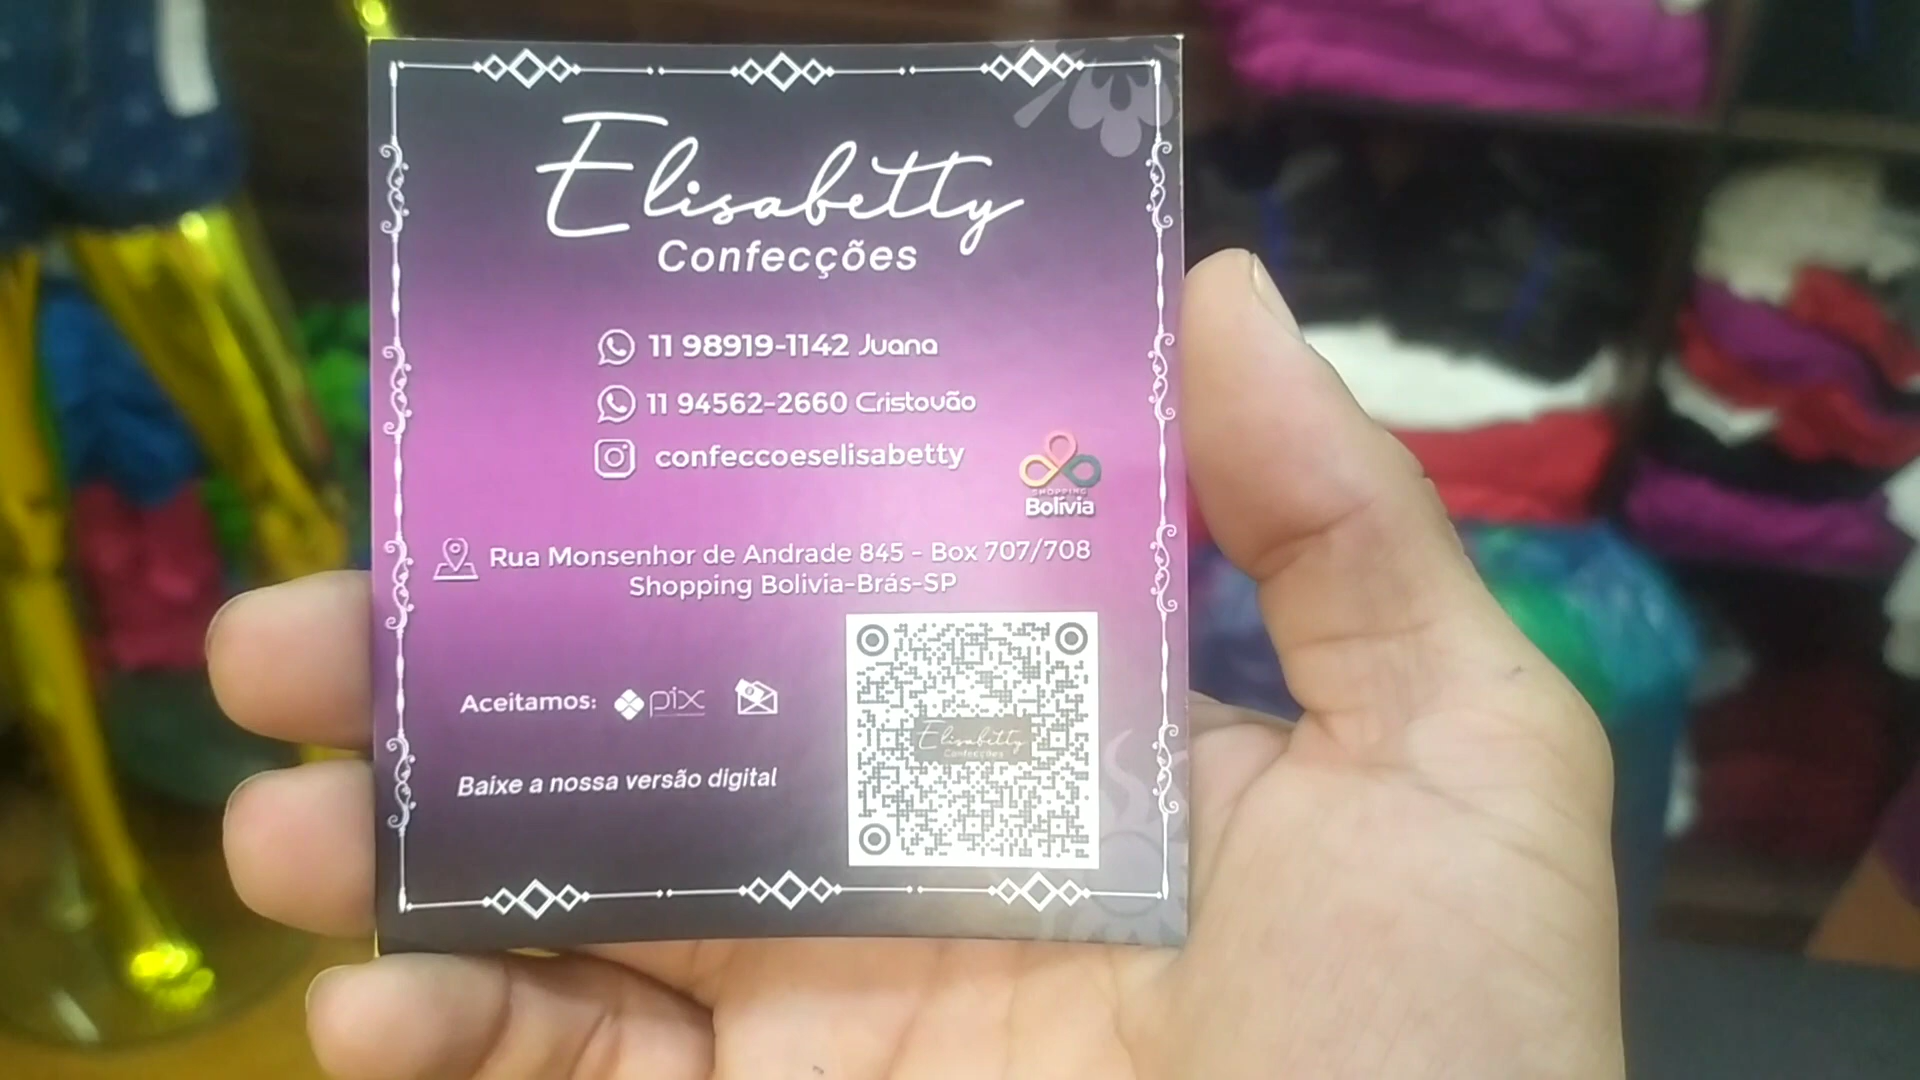 Elisabetty
Confecções
11 98919-1142 Juana
11 94562-2660 Cristovão
confeccoeselisabetty
SHOPPING
Bolívia
Rua Monsenhor de Andrade 845 - Box 707/708
Shopping Bolivia-Brás-SP
Aceitamos: pix
Baixe a nossa versão digital
Elisabetty
Confecções